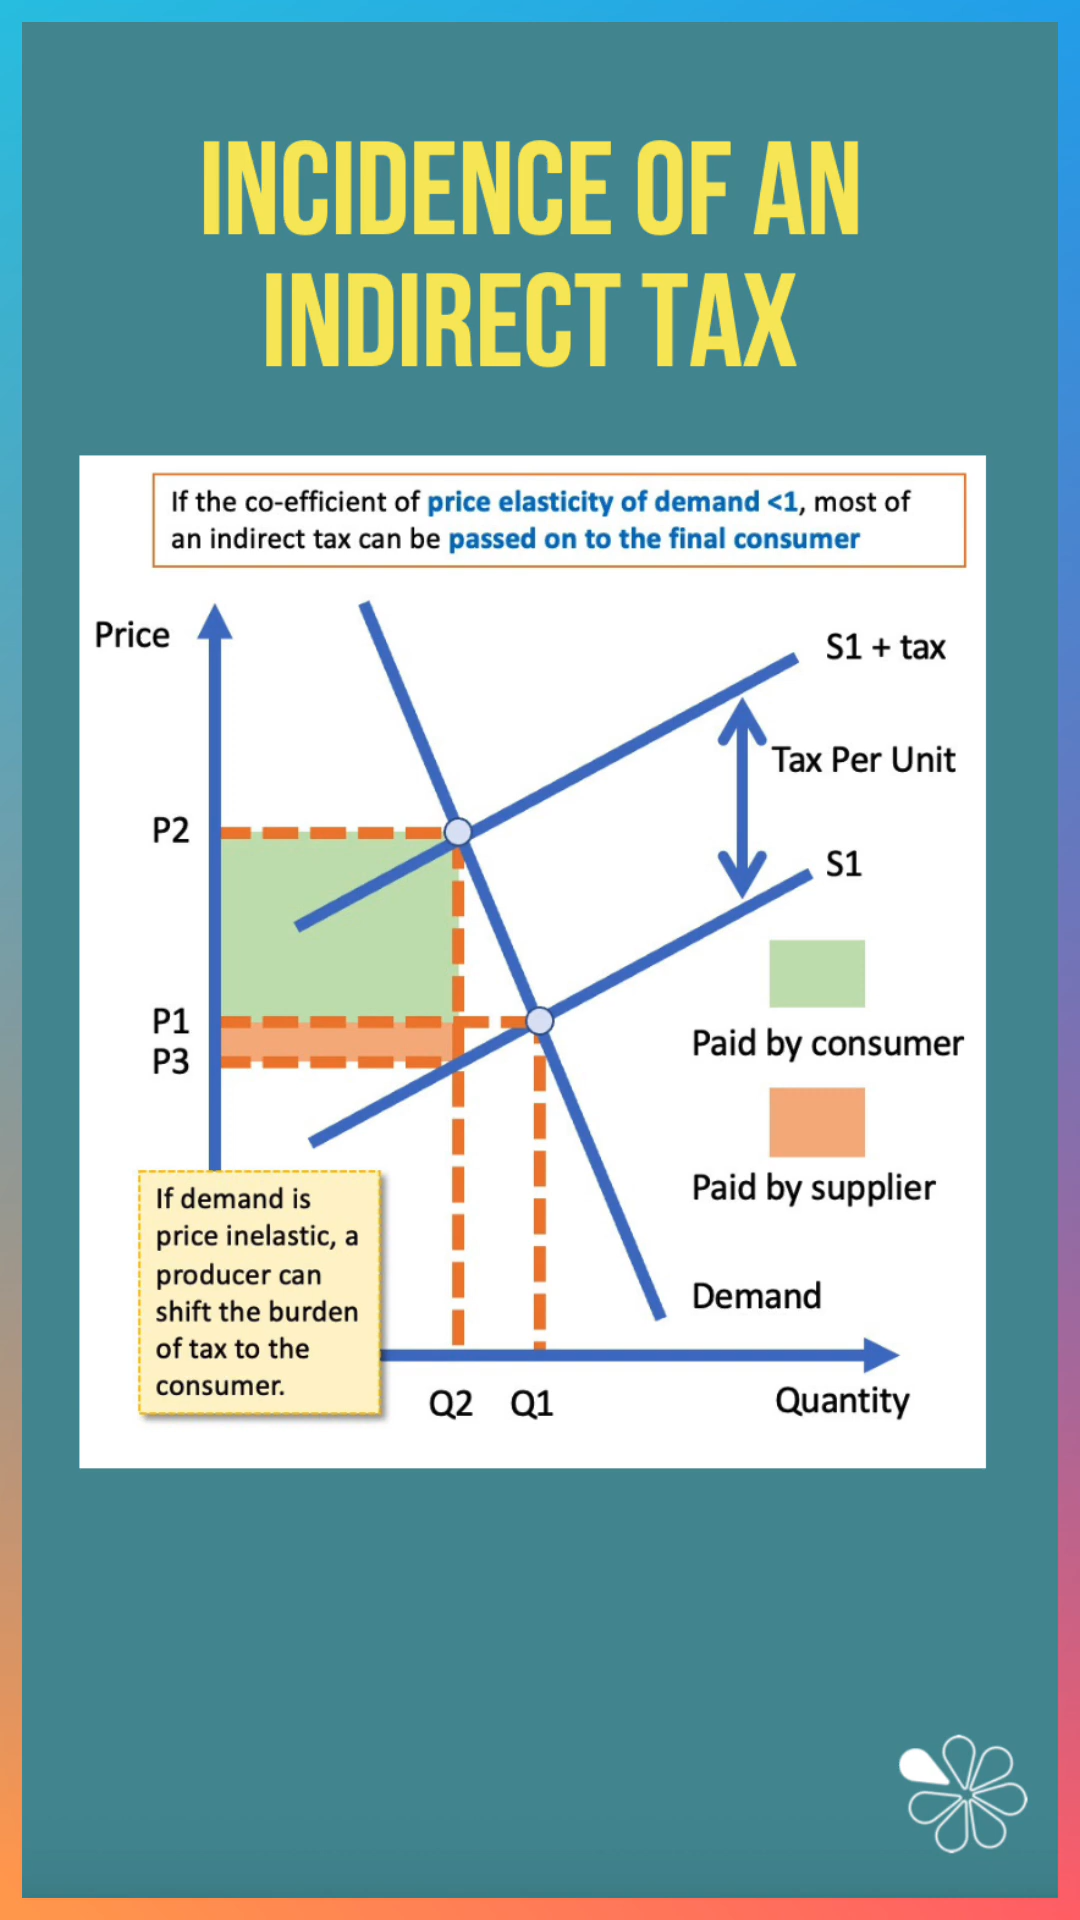 INCIDENCE OF AN
INDIRECT TAX
If the co-efficient of price elasticity of demand <1, most of
an indirect tax can be passed on to the final consumer
Price
S1 + tax
Tax Per Unit
P2
S1
P1
Paid by consumer
P3
Paid by supplier
If demand is
price inelastic, a
producer can
shift the burden
of tax to the
consumer.
Demand
Q2 Q1
Quantity